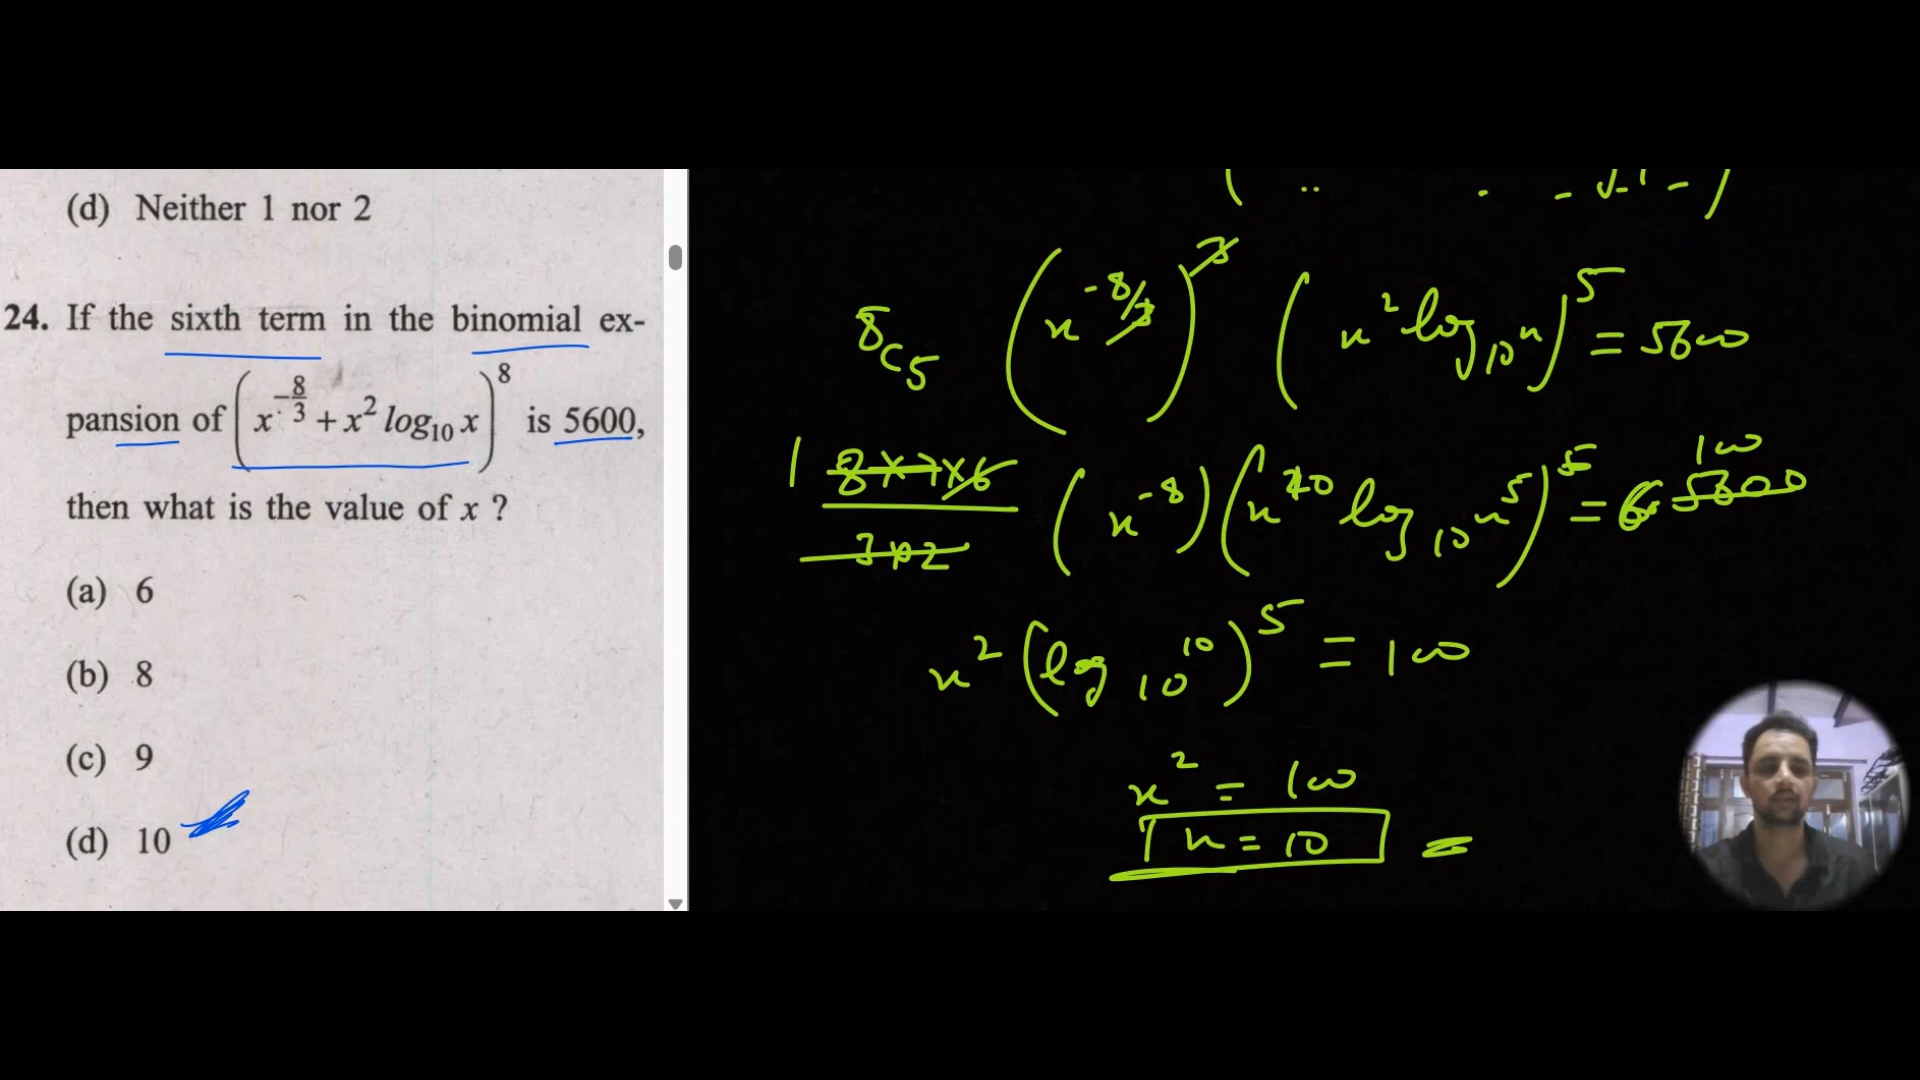 (d) Neither 1 nor 2
24. If the sixth term in the binomial ex-
pansion of (x^{-8/3} + x² log₁₀ x)⁸ is 5600,
then what is the value of x ?
(a) 6
(b) 8
(c) 9
(d) 10
⁸C₅ (x^{-8/3})³ (x² log₁₀ x)⁵ = 5600
8×7×6 / 3×2 (x⁻⁸) (x¹⁰ log₁₀ x⁵)⁵ = 5600
100
x² (log₁₀ 10)⁵ = 100
x² = 100
x = 10